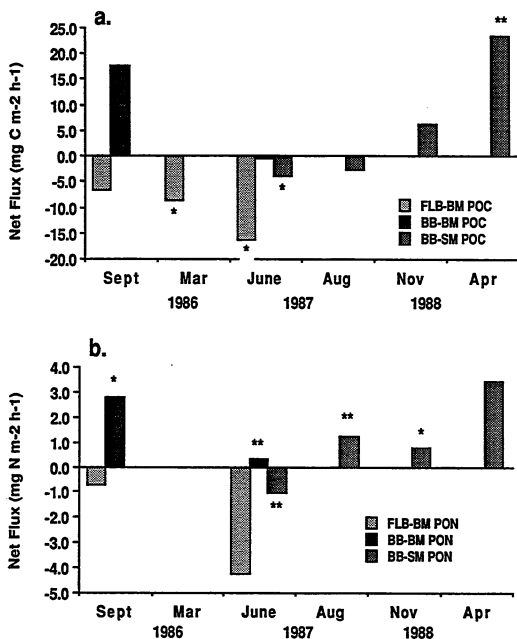 a.
Net Flux (mg C m-2 h-1)
25.0
20.0
15.0
10.0
5.0
0.0
-5.0
-10.0
-15.0
-20.0
**
*
*
*
FLB-BM POC
BB-BM POC
BB-SM POC
Sept Mar June Aug Nov Apr
1986 1987 1988
b.
Net Flux (mg N m-2 h-1)
4.0
3.0
2.0
1.0
0.0
-1.0
-2.0
-3.0
-4.0
-5.0
*
**
**
*
**
FLB-BM PON
BB-BM PON
BB-SM PON
Sept Mar June Aug Nov Apr
1986 1987 1988